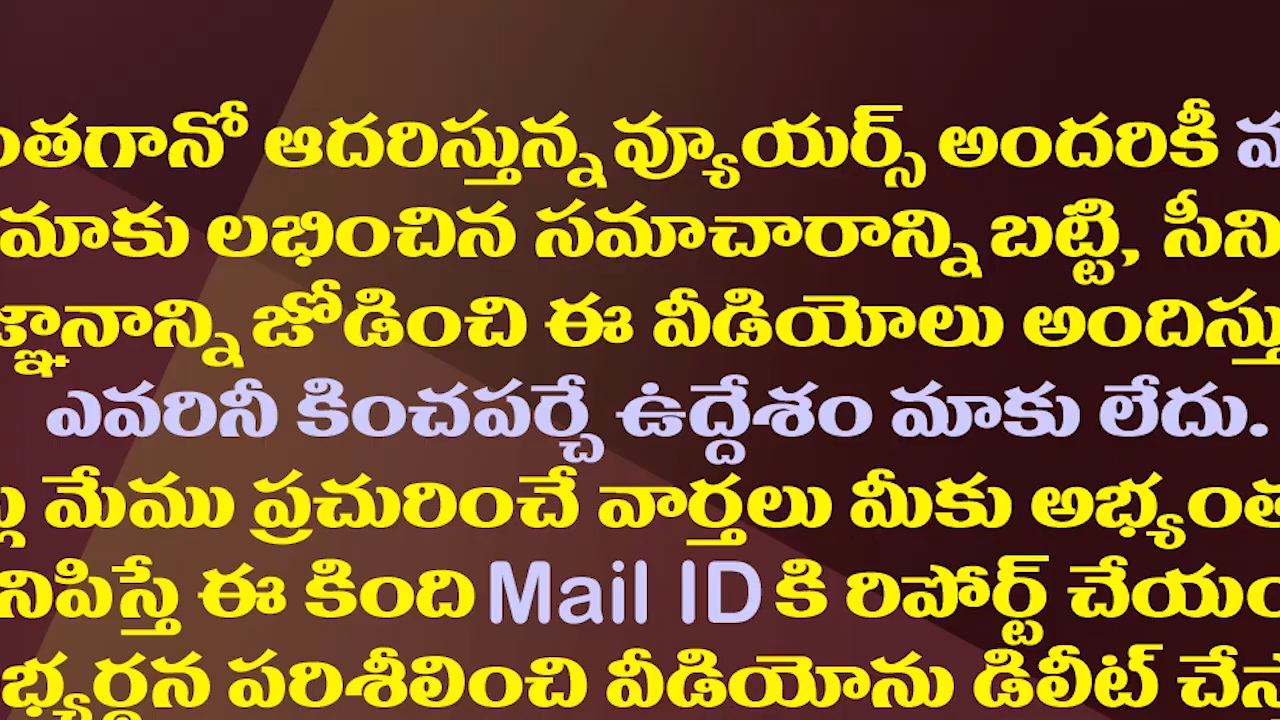 ంతగానో ఆదరిస్తున్న వ్యూయర్స్ అందరికీ
మాకు లభించిన సమాచారాన్ని బట్టి, సీని
జ్ఞానాన్ని జోడించి ఈ వీడియోలు అందిస్తు
ఎవరినీ కించపర్చే ఉద్దేశం మాకు లేదు.
మేము ప్రచురించే వార్తలు మీకు అభ్యంత
నిపిస్తే ఈ కింది Mail ID కి రిపోర్ట్ చేయం
భ్యర్థన పరిశీలించి వీడియోను డిలీట్ చేస